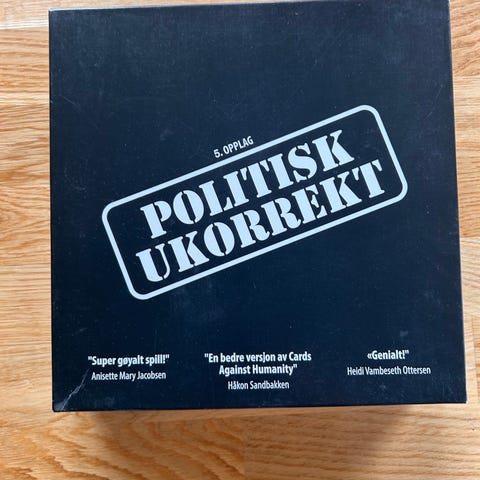 5. OPPLAG
POLITISK
UKORREKT
"Super gøyalt spill!"
Anisette Mary Jacobsen
"En bedre versjon av Cards
Against Humanity"
Håkon Sandbakken
«Genialt!"
Heidi Vambeseth Ottersen